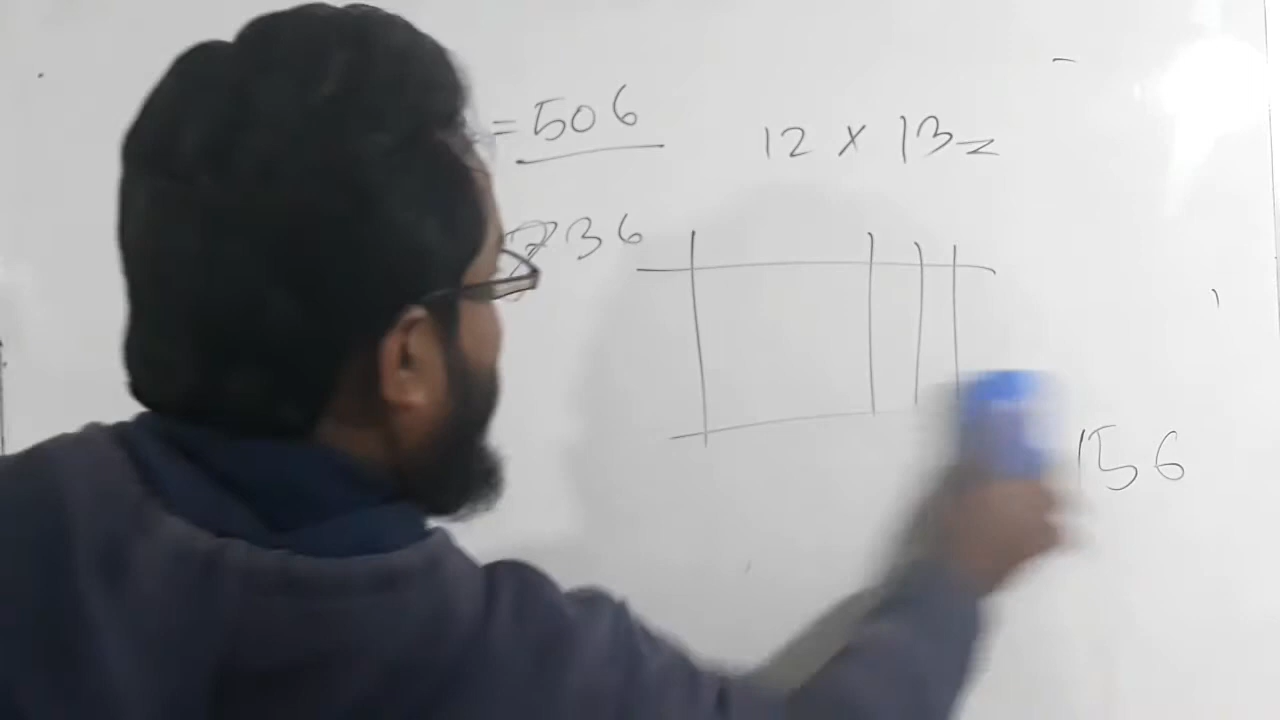 = 506
12 x 13 =
36
156